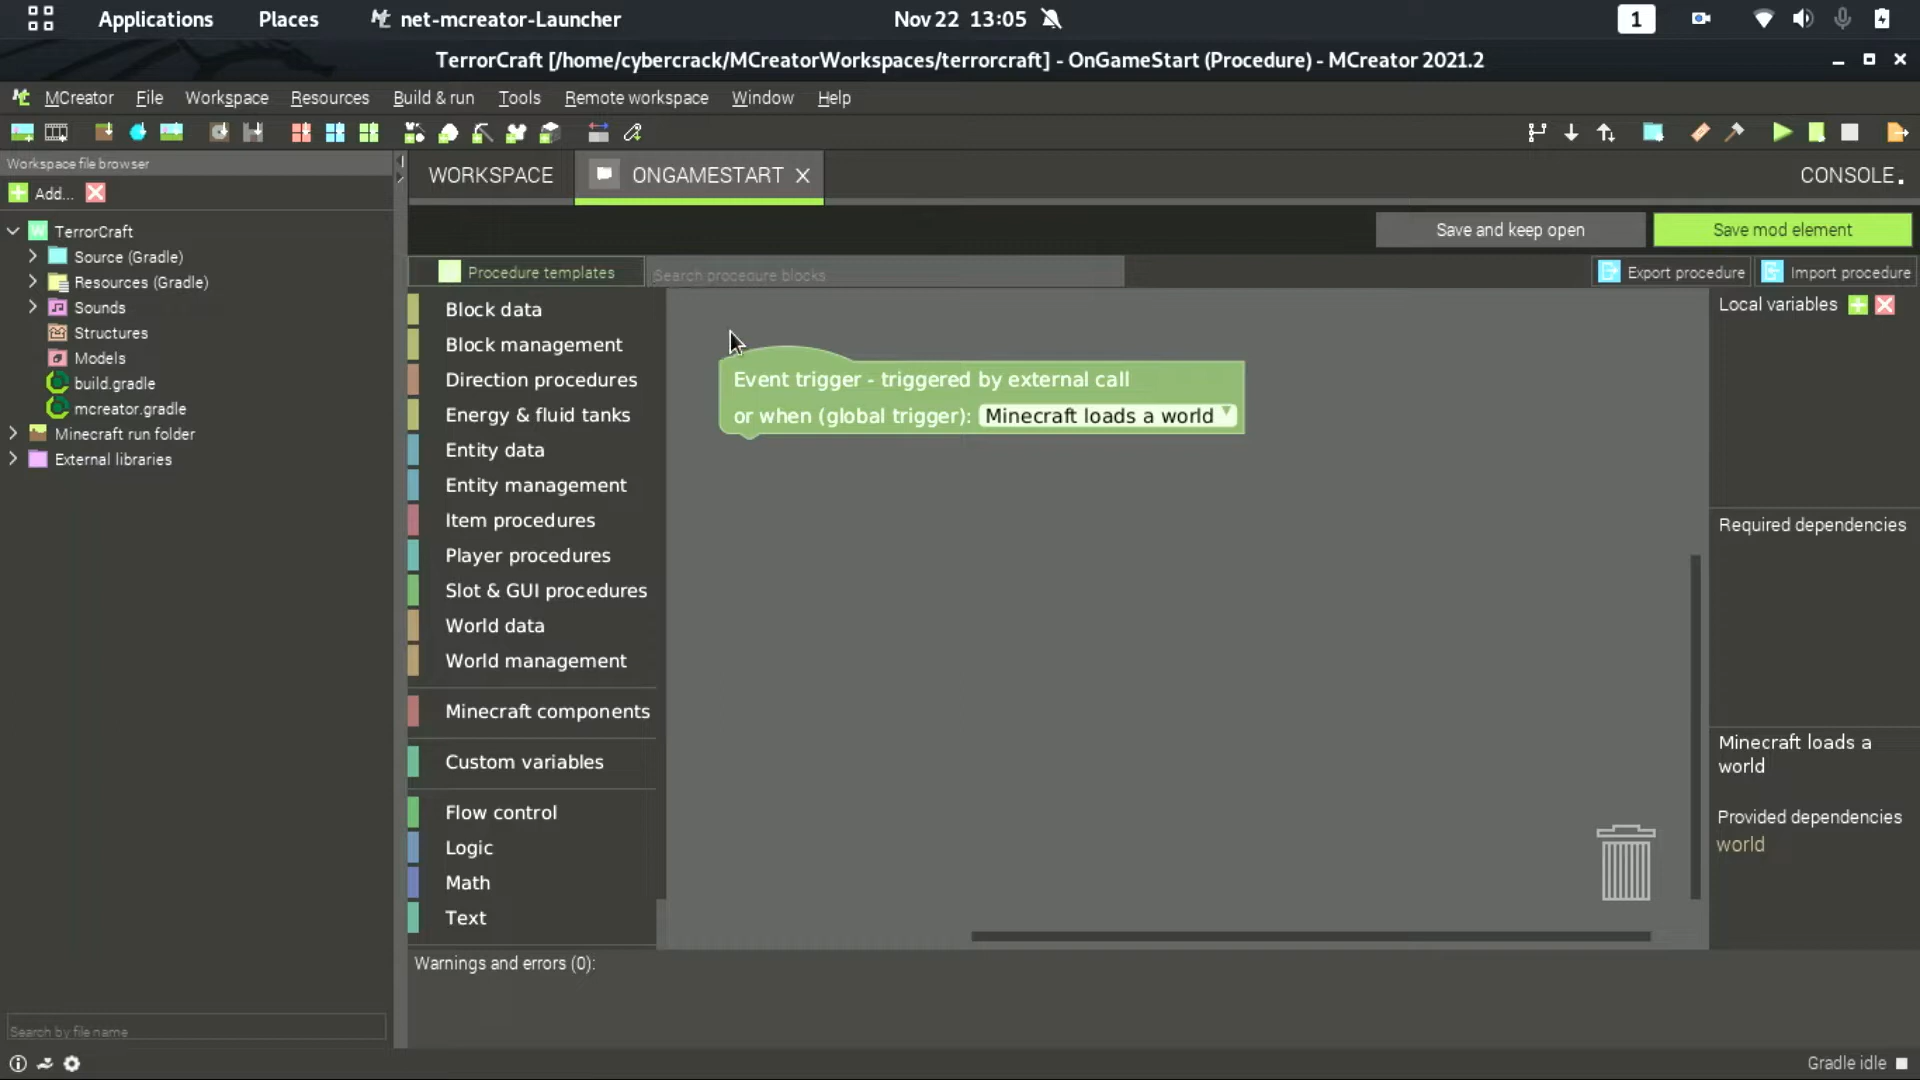 Applications Places net-mcreator-Launcher Nov 22 13:05 1
TerrorCraft [/home/cybercrack/MCreatorWorkspaces/terrorcraft] - OnGameStart (Procedure) - MCreator 2021.2
MCreator File Workspace Resources Build & run Tools Remote workspace Window Help
Workspace file browser
Add...
TerrorCraft
Source (Gradle)
Resources (Gradle)
Sounds
Structures
Models
build.gradle
mcreator.gradle
Minecraft run folder
External libraries
Search by file name
WORKSPACE ONGAMESTART CONSOLE
Save and keep open Save mod element
Procedure templates Search procedure blocks Export procedure Import procedure
Block data
Block management
Direction procedures
Energy & fluid tanks
Entity data
Entity management
Item procedures
Player procedures
Slot & GUI procedures
World data
World management
Minecraft components
Custom variables
Flow control
Logic
Math
Text
Event trigger - triggered by external call
or when (global trigger): Minecraft loads a world
Local variables
Required dependencies
Minecraft loads a
world
Provided dependencies
world
Warnings and errors (0):
Gradle idle